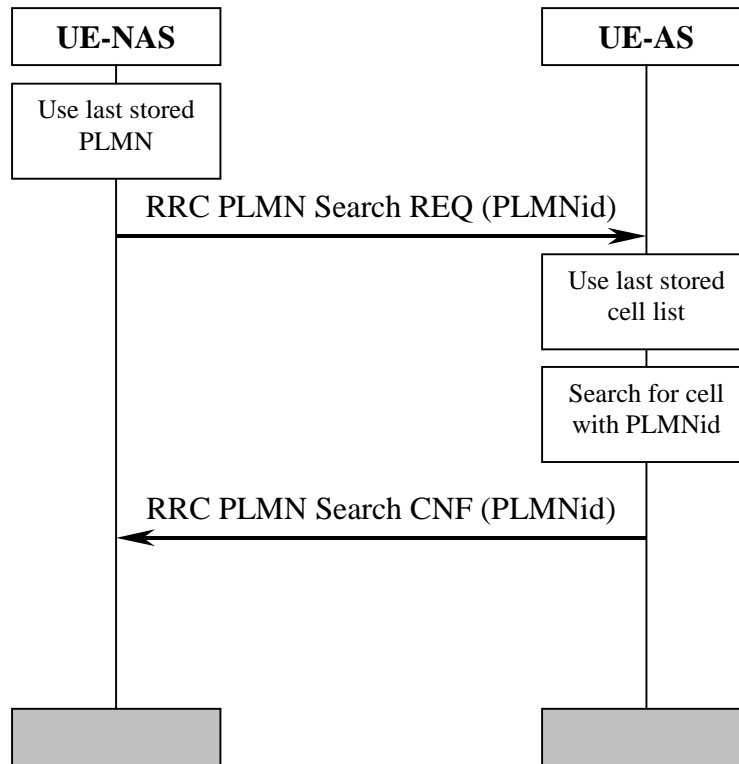 UE-NAS
UE-AS
Use last stored
PLMN
RRC PLMN Search REQ (PLMNid)
Use last stored
cell list
Search for cell
with PLMNid
RRC PLMN Search CNF (PLMNid)